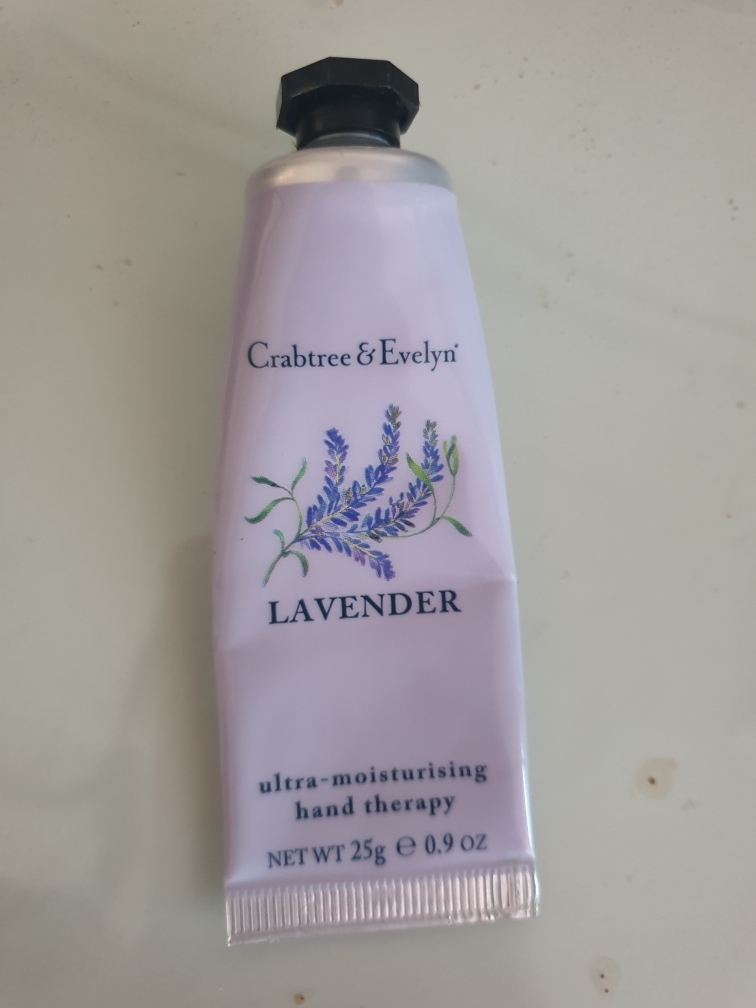 Crabtree & Evelyn®
LAVENDER
ultra-moisturising
hand therapy
NET WT 25g ℮ 0.9 OZ